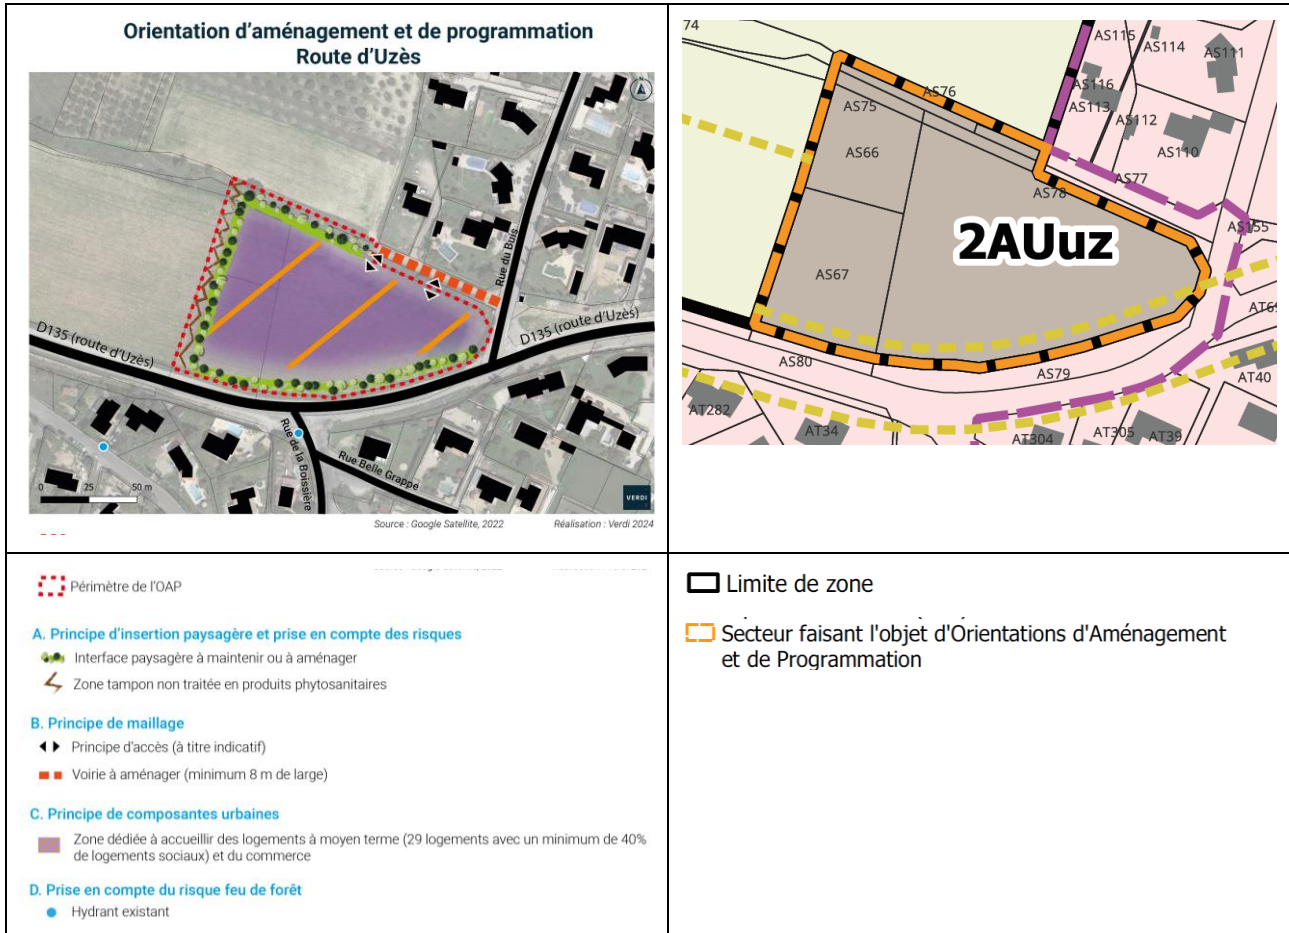 Orientation d'aménagement et de programmation
Route d'Uzès
N
Rue du Buis
D135 (route d'Uzès)
D135 (route d'Uzès)
Rue de la Boissière
Rue Belle Grappe
0 25 50 m
VERDI
Source : Google Satellite, 2022 Réalisation : Verdi 2024
74
AS115
AS114
AS111
AS76
AS116
AS75
AS113
AS112
AS66
AS110
AS77
AS78
2AUuz
AS155
AS67
AS80
AS79
AT40
AT282
AT34
AT304
AT305
AT39
Périmètre de l'OAP
A. Principe d'insertion paysagère et prise en compte des risques
Interface paysagère à maintenir ou à aménager
Zone tampon non traitée en produits phytosanitaires
B. Principe de maillage
Principe d'accès (à titre indicatif)
Voirie à aménager (minimum 8 m de large)
C. Principe de composantes urbaines
Zone dédiée à accueillir des logements à moyen terme (29 logements avec un minimum de 40%
de logements sociaux) et du commerce
D. Prise en compte du risque feu de forêt
Hydrant existant
Limite de zone
Secteur faisant l'objet d'Orientations d'Aménagement
et de Programmation